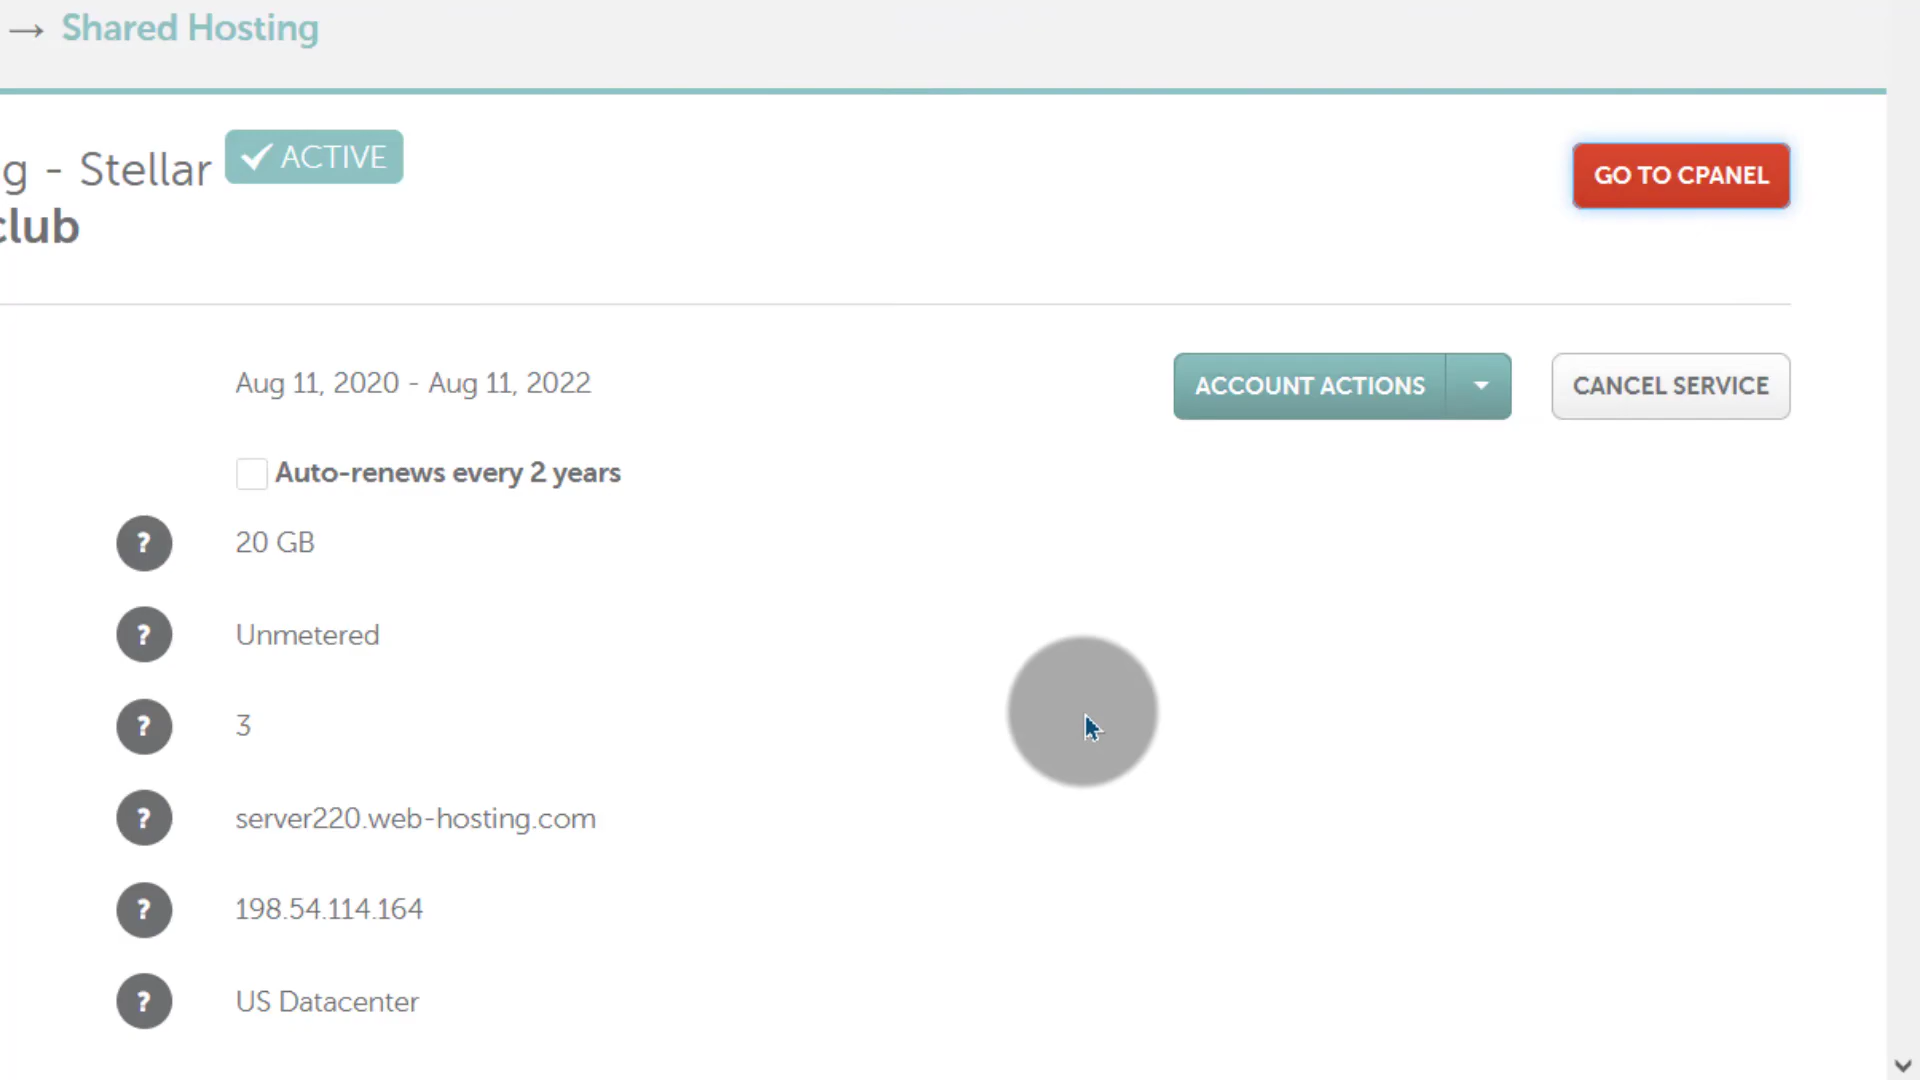 → Shared Hosting
g - Stellar ACTIVE
club
GO TO CPANEL
Aug 11, 2020 - Aug 11, 2022
ACCOUNT ACTIONS
CANCEL SERVICE
Auto-renews every 2 years
? 20 GB
? Unmetered
? 3
? server220.web-hosting.com
? 198.54.114.164
? US Datacenter